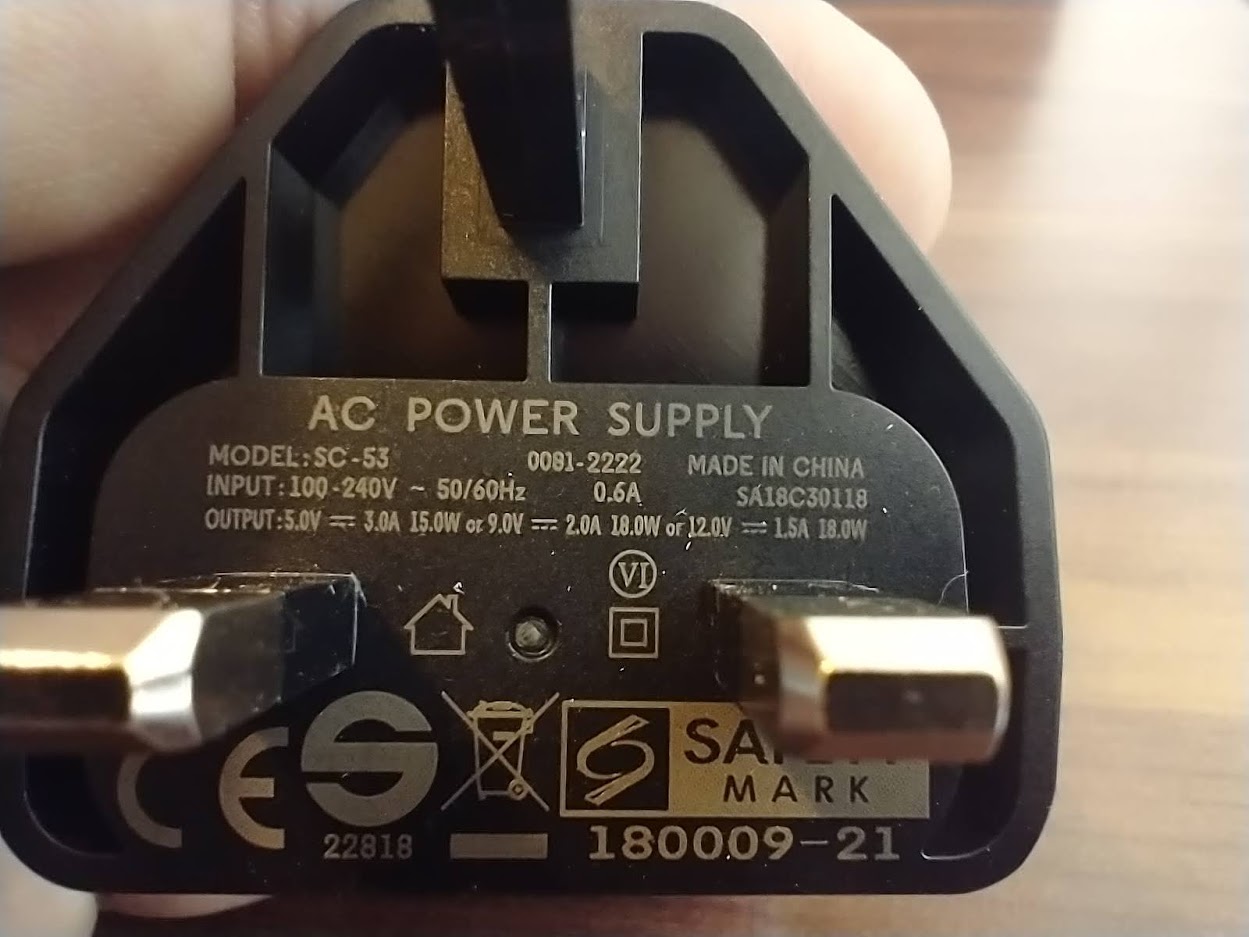 AC POWER SUPPLY
MODEL:SC-53 0081-2222 MADE IN CHINA
INPUT:100-240V ~ 50/60Hz 0.6A SA18C30118
OUTPUT:5.0V ⎓ 3.0A 15.0W or 9.0V ⎓ 2.0A 18.0W or 12.0V ⎓ 1.5A 18.0W
VI
CE S SAFETY
MARK
22818 180009-21